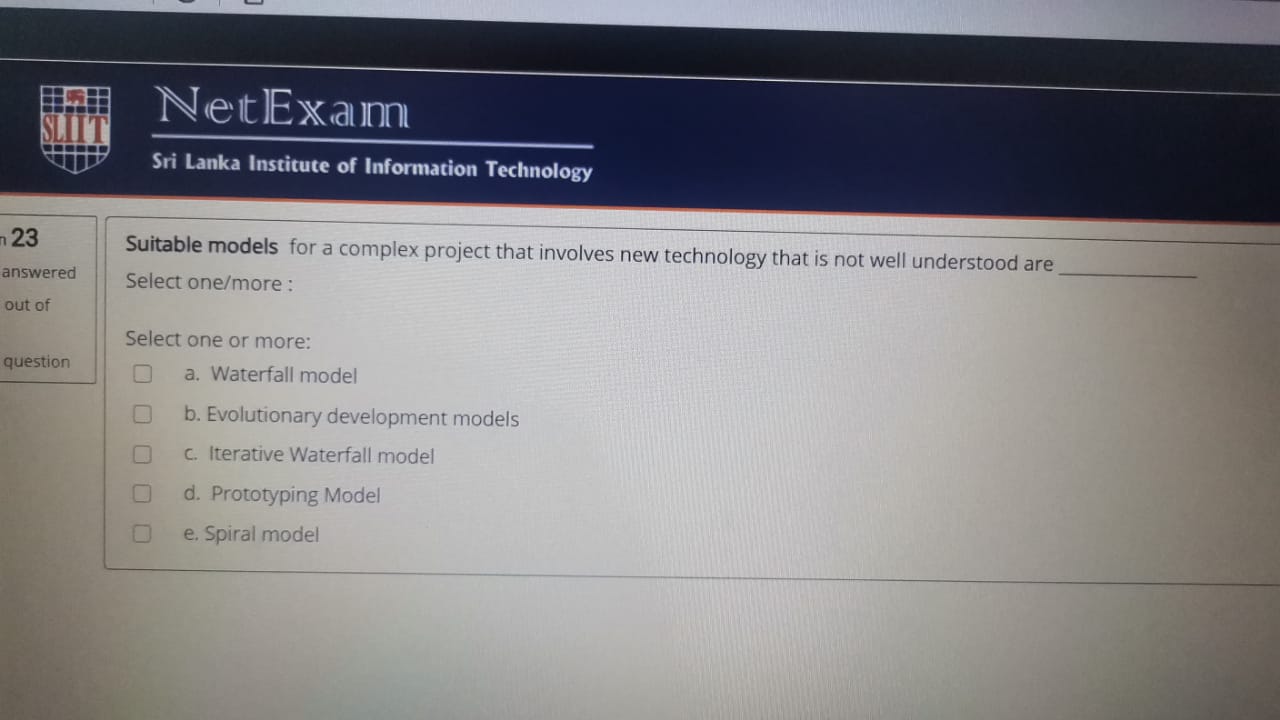 SLIIT
NetExam
Sri Lanka Institute of Information Technology
23
answered
out of
question
Suitable models for a complex project that involves new technology that is not well understood are ____________
Select one/more :
Select one or more:
a. Waterfall model
b. Evolutionary development models
c. Iterative Waterfall model
d. Prototyping Model
e. Spiral model